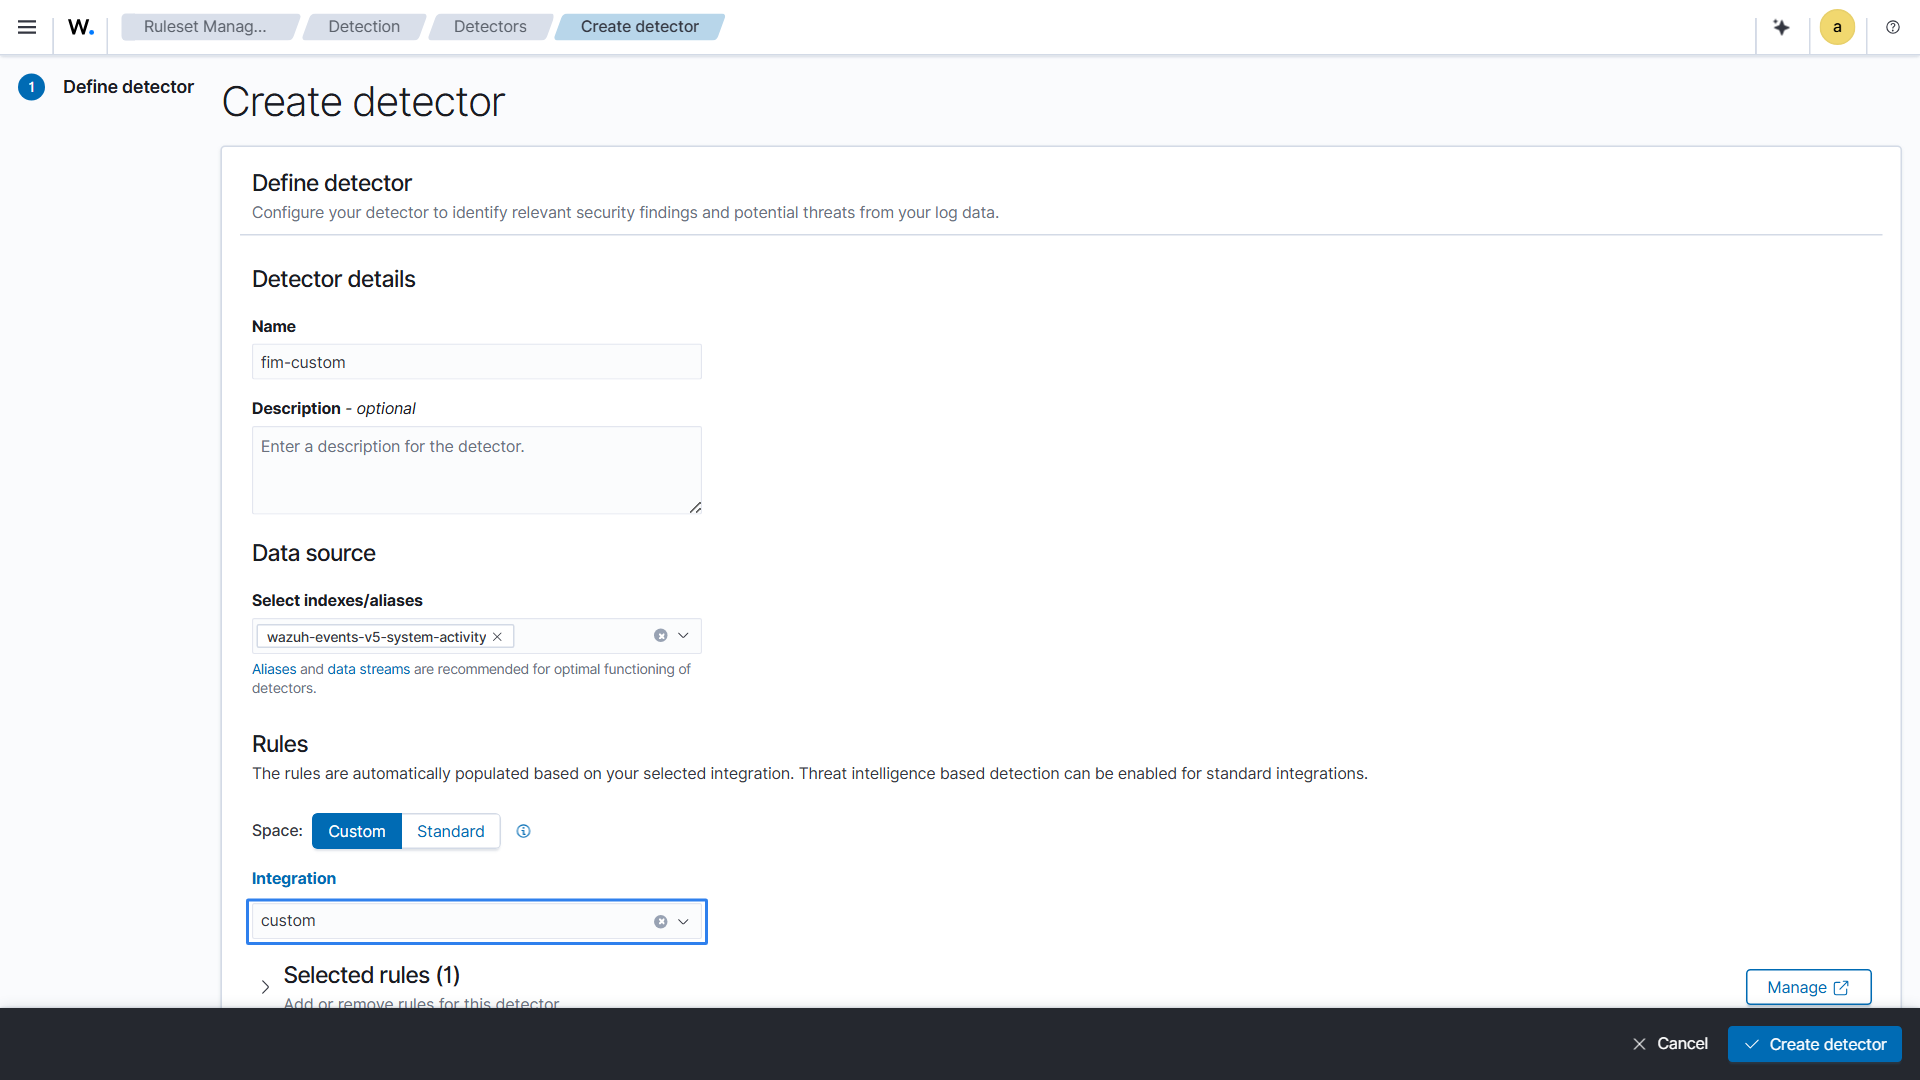 W.
Ruleset Manag...
Detection
Detectors
Create detector
a
1
Define detector
Create detector
Define detector
Configure your detector to identify relevant security findings and potential threats from your log data.
Detector details
Name
fim-custom
Description - optional
Enter a description for the detector.
Data source
Select indexes/aliases
wazuh-events-v5-system-activity
Aliases and data streams are recommended for optimal functioning of
detectors.
Rules
The rules are automatically populated based on your selected integration. Threat intelligence based detection can be enabled for standard integrations.
Space:
Custom
Standard
Integration
custom
Selected rules (1)
Manage
Add or remove rules for this detector
Cancel
Create detector